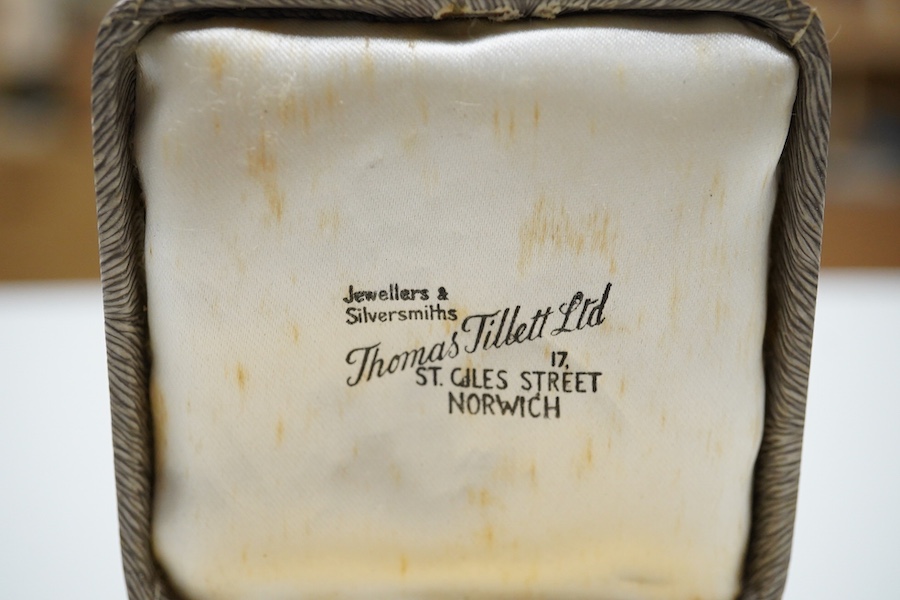 Jewellers &
Silversmiths
Thomas Tillett Ltd
17,
ST. GILES STREET
NORWICH